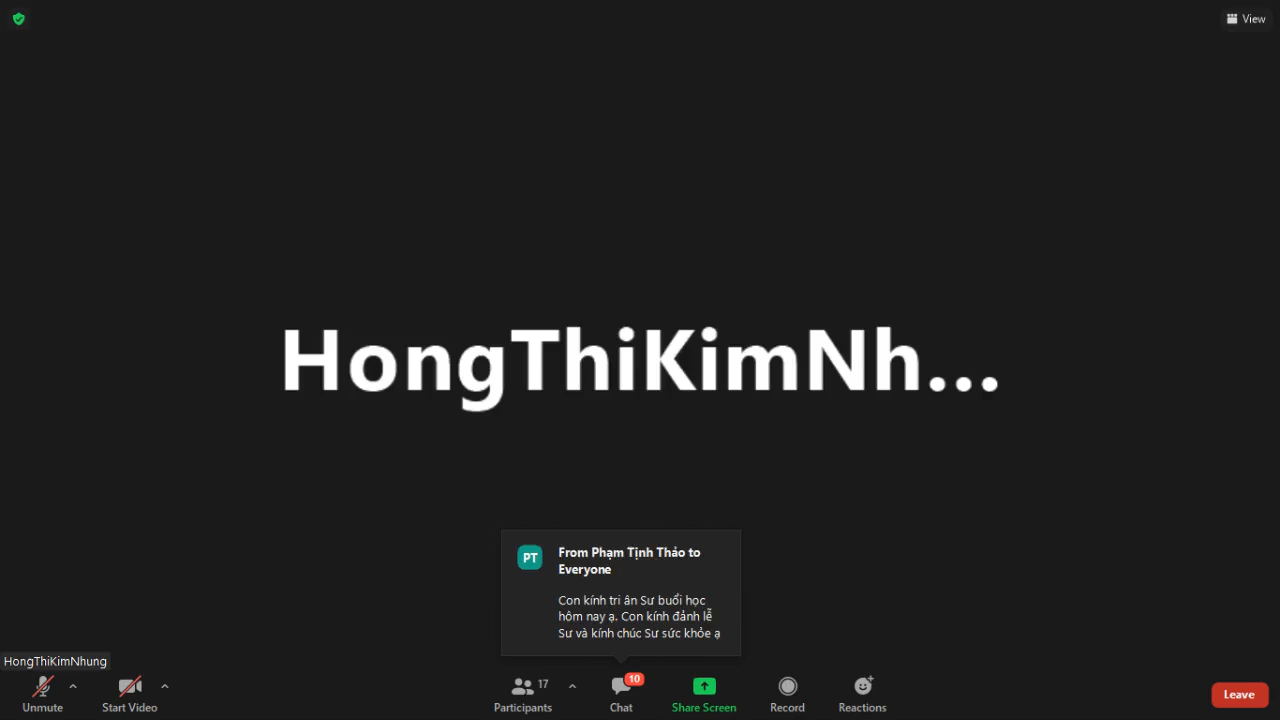 View
HongThiKimNh...
PT
From Phạm Tịnh Thảo to
Everyone
Con kính tri ân Sư buổi học
hôm nay ạ. Con kính đảnh lễ
Sư và kính chúc Sư sức khỏe ạ
HongThiKimNhung
17
10
Unmute
Start Video
Participants
Chat
Share Screen
Record
Reactions
Leave